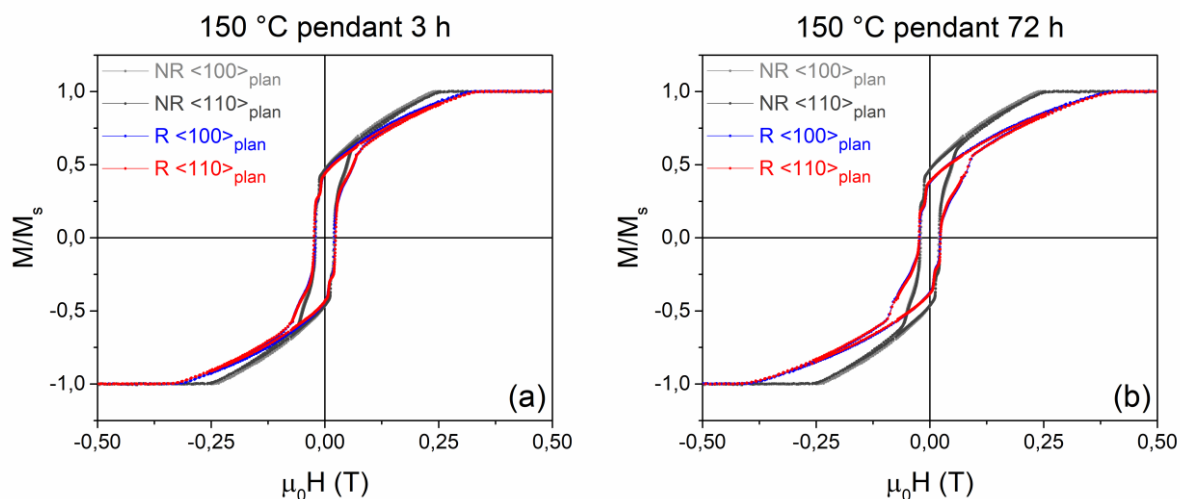 150 °C pendant 3 h
1,0
0,5
0,0
-0,5
-1,0
M/Ms
NR <100>plan
NR <110>plan
R <100>plan
R <110>plan
(a)
-0,50 -0,25 0,00 0,25 0,50
μ0H (T)
150 °C pendant 72 h
1,0
0,5
0,0
-0,5
-1,0
M/Ms
NR <100>plan
NR <110>plan
R <100>plan
R <110>plan
(b)
-0,50 -0,25 0,00 0,25 0,50
μ0H (T)